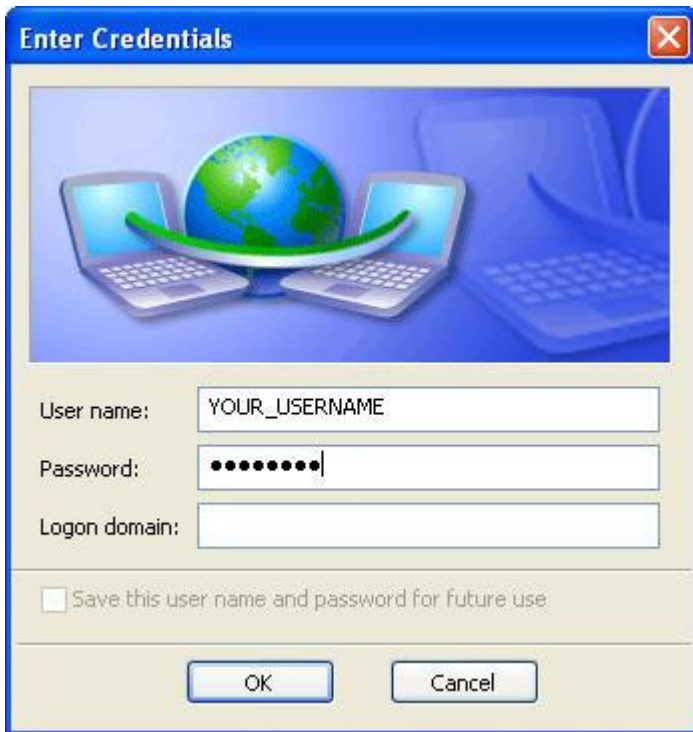 Enter Credentials
User name: YOUR_USERNAME
Password: ●●●●●●●●
Logon domain:
Save this user name and password for future use
OK Cancel